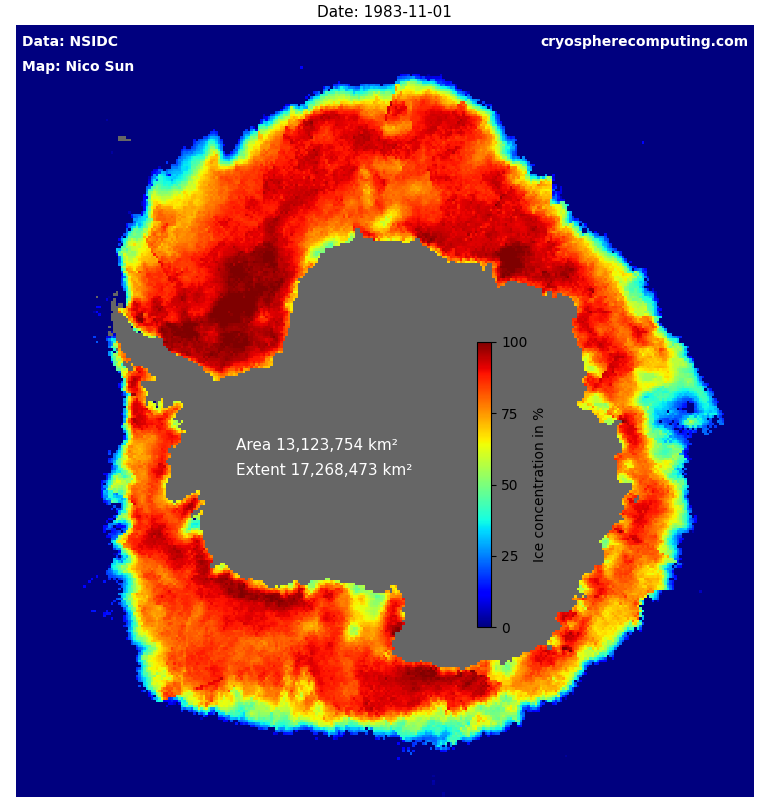 Date: 1983-11-01
Data: NSIDC
cryospherecomputing.com
Map: Nico Sun
Area 13,123,754 km²
Extent 17,268,473 km²
100
75
50
25
0
Ice concentration in %